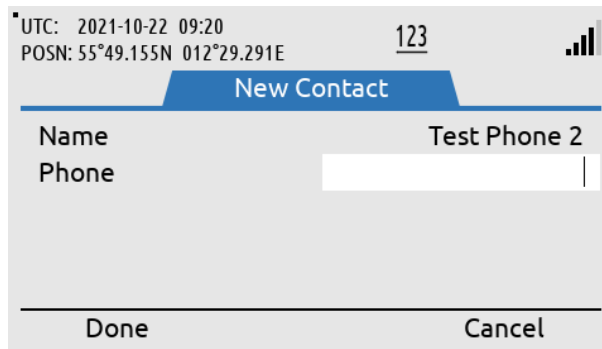 UTC: 2021-10-22 09:20
POSN: 55°49.155N 012°29.291E
123
New Contact
Name Test Phone 2
Phone
Done Cancel